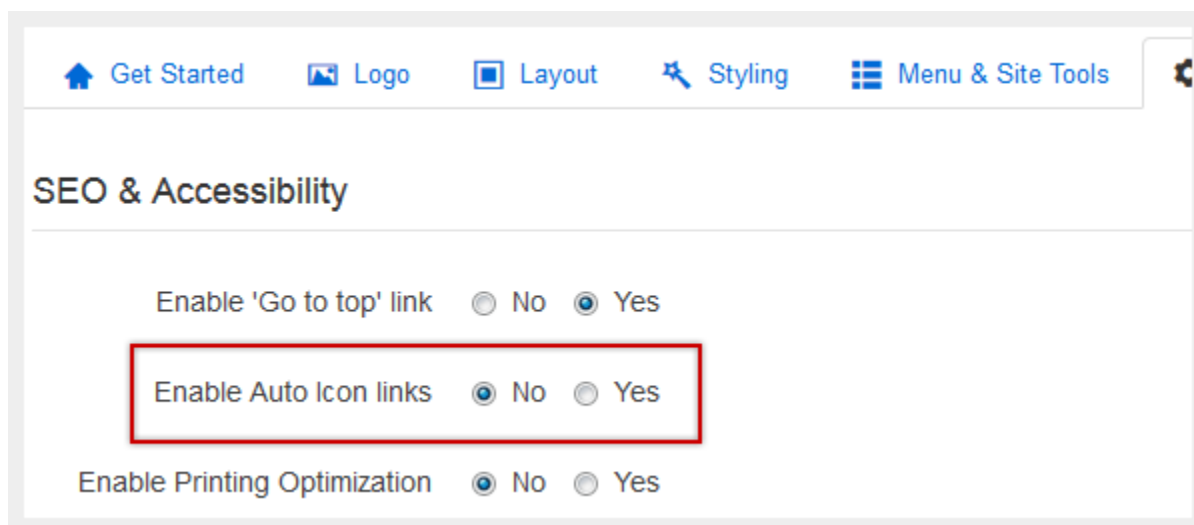 Get Started Logo Layout Styling Menu & Site Tools
SEO & Accessibility
Enable 'Go to top' link No Yes
Enable Auto Icon links No Yes
Enable Printing Optimization No Yes